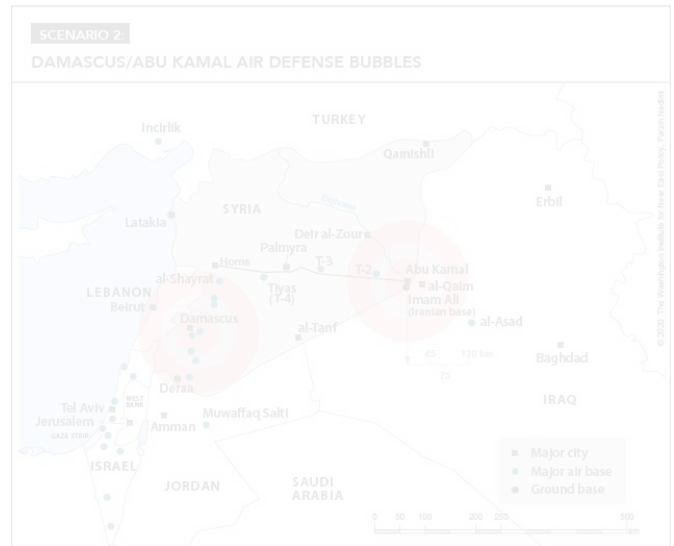 SCENARIO 2:
DAMASCUS/ABU KAMAL AIR DEFENSE BUBBLES
TURKEY
Incirlik
Qamishli
Erbil
SYRIA
Euphrates
Latakia
Deir al-Zour
Palmyra
Homs
T-3
T-2
Abu Kamal
al-Shayrat
Tiyas
(T-4)
al-Qaim
Imam Ali
(Iranian base)
LEBANON
Beirut
Damascus
al-Tanf
al-Asad
Baghdad
Deraa
IRAQ
WEST
BANK
Tel Aviv
Jerusalem
GAZA STRIP
Amman
Muwaffaq Salti
ISRAEL
JORDAN
SAUDI
ARABIA
Major city
Major air base
Ground base
0 50 100 200 250 500
© 2020 The Washington Institute for Near East Policy, Farzin Nadimi